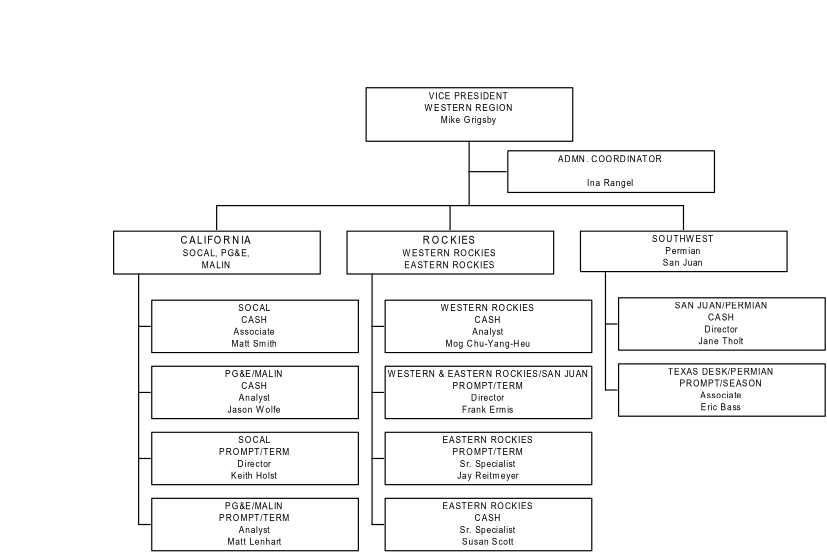 VICE PRESIDENT
WESTERN REGION
Mike Grigsby
ADMN. COORDINATOR
Ina Rangel
CALIFORNIA
SOCAL, PG&E,
MALIN
ROCKIES
WESTERN ROCKIES
EASTERN ROCKIES
SOUTHWEST
Permian
San Juan
SOCAL
CASH
Associate
Matt Smith
PG&E/MALIN
CASH
Analyst
Jason Wolfe
SOCAL
PROMPT/TERM
Director
Keith Holst
PG&E/MALIN
PROMPT/TERM
Analyst
Matt Lenhart
WESTERN ROCKIES
CASH
Analyst
Mog Chu-Yang-Heu
WESTERN & EASTERN ROCKIES/SAN JUAN
PROMPT/TERM
Director
Frank Ermis
EASTERN ROCKIES
PROMPT/TERM
Sr. Specialist
Jay Reitmeyer
EASTERN ROCKIES
CASH
Sr. Specialist
Susan Scott
SAN JUAN/PERMIAN
CASH
Director
Jane Tholt
TEXAS DESK/PERMIAN
PROMPT/SEASON
Associate
Eric Bass